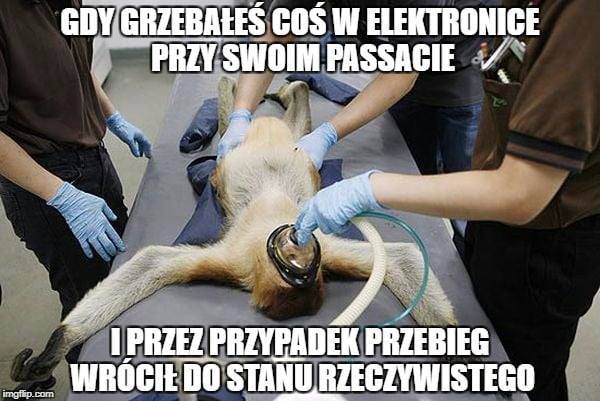 GDY GRZEBAŁEŚ COŚ W ELEKTRONICE
PRZY SWOIM PASSACIE
I PRZEZ PRZYPADEK PRZEBIEG
WRÓCIŁ DO STANU RZECZYWISTEGO
imgflip.com